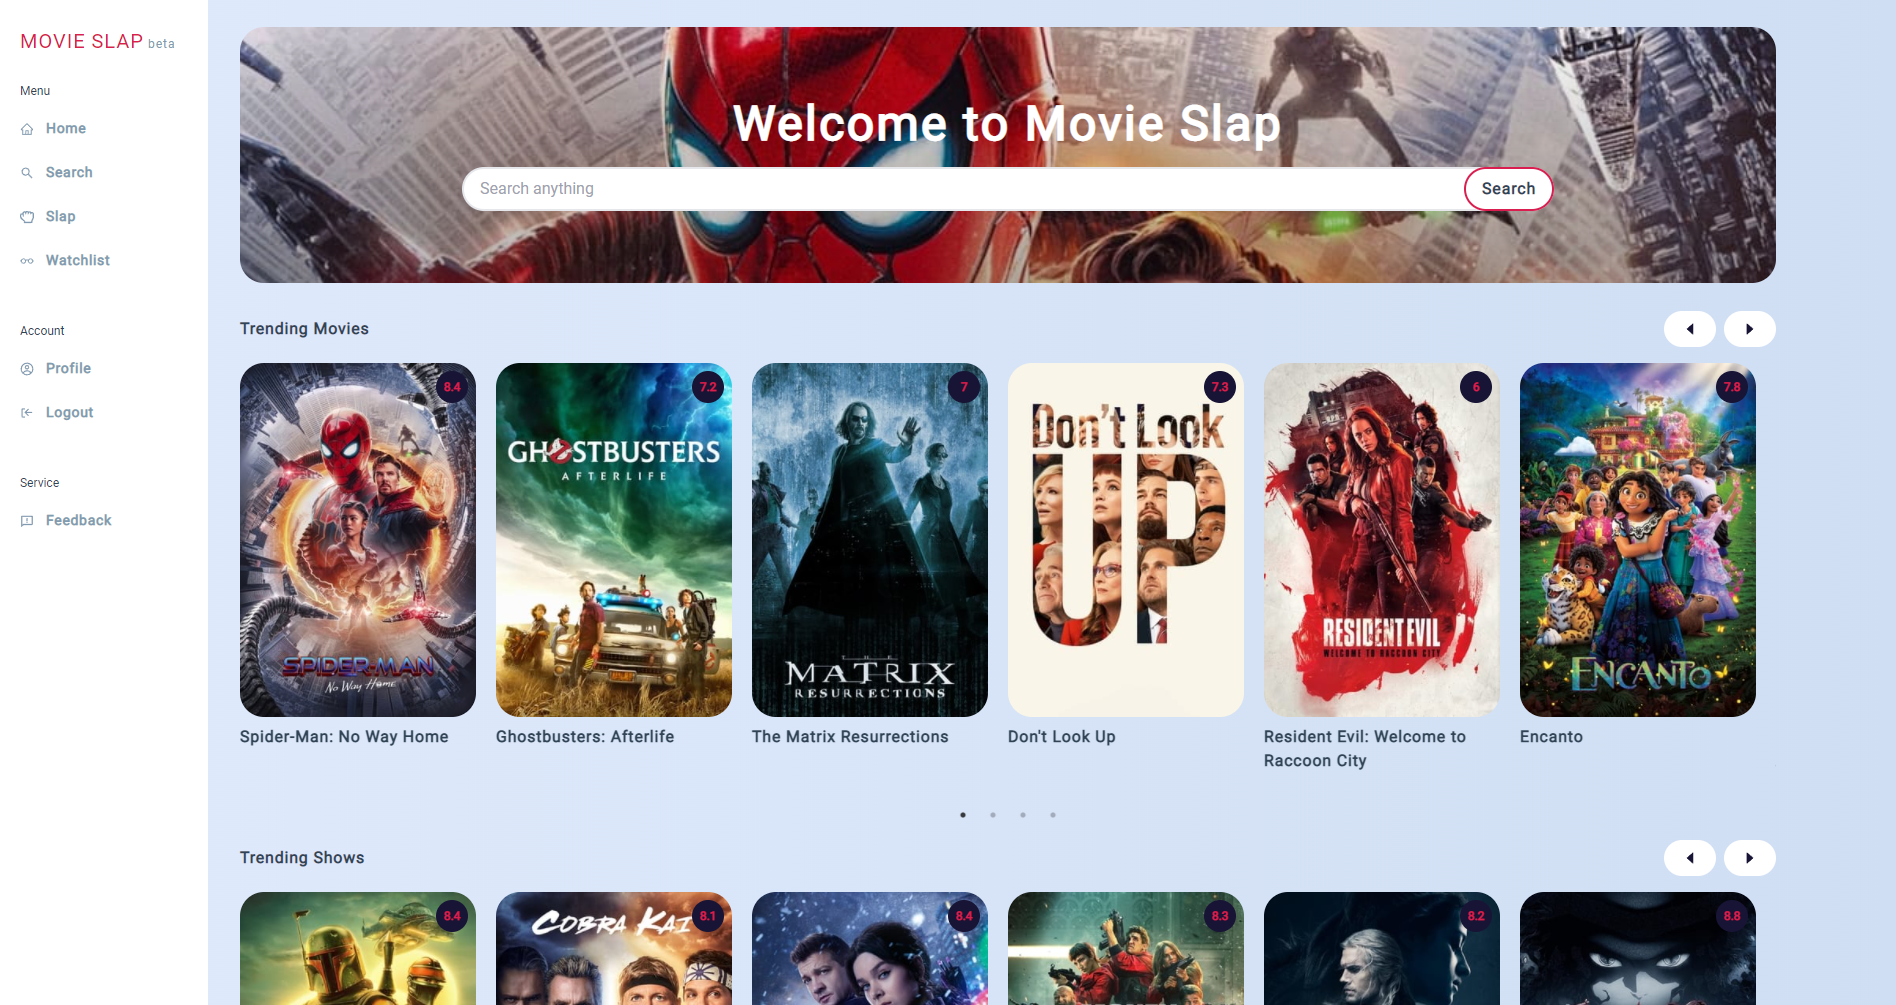 MOVIE SLAP beta
Menu
Home
Search
Slap
Watchlist
Account
Profile
Logout
Service
Feedback
Welcome to Movie Slap
Search anything
Search
Trending Movies
8.4
SPIDER-MAN
No Way Home
Spider-Man: No Way Home
7.2
GHOSTBUSTERS
AFTERLIFE
Ghostbusters: Afterlife
7
THE
MATRIX
RESURRECTIONS
The Matrix Resurrections
7.3
Don't Look
UP
Don't Look Up
6
RESIDENT EVIL
WELCOME TO RACCOON CITY
Resident Evil: Welcome to
Raccoon City
7.8
ENCANTO
Encanto
Trending Shows
8.4
COBRA KAI
8.1
8.4
8.3
8.2
8.8